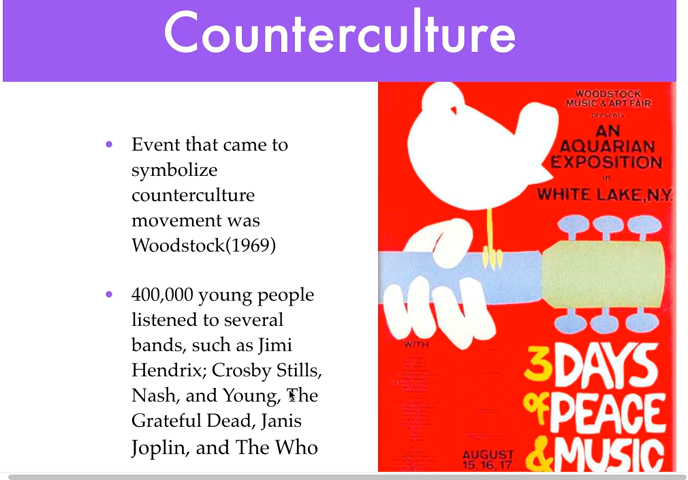 Counterculture
Event that came to
symbolize
counterculture
movement was
Woodstock(1969)
400,000 young people
listened to several
bands, such as Jimi
Hendrix; Crosby Stills,
Nash, and Young, The
Grateful Dead, Janis
Joplin, and The Who
WOODSTOCK
MUSIC & ART FAIR
presents
AN
AQUARIAN
EXPOSITION
in
WHITE LAKE, N.Y.
WITH
3 DAYS
of PEACE
& MUSIC
AUGUST
15, 16, 17.